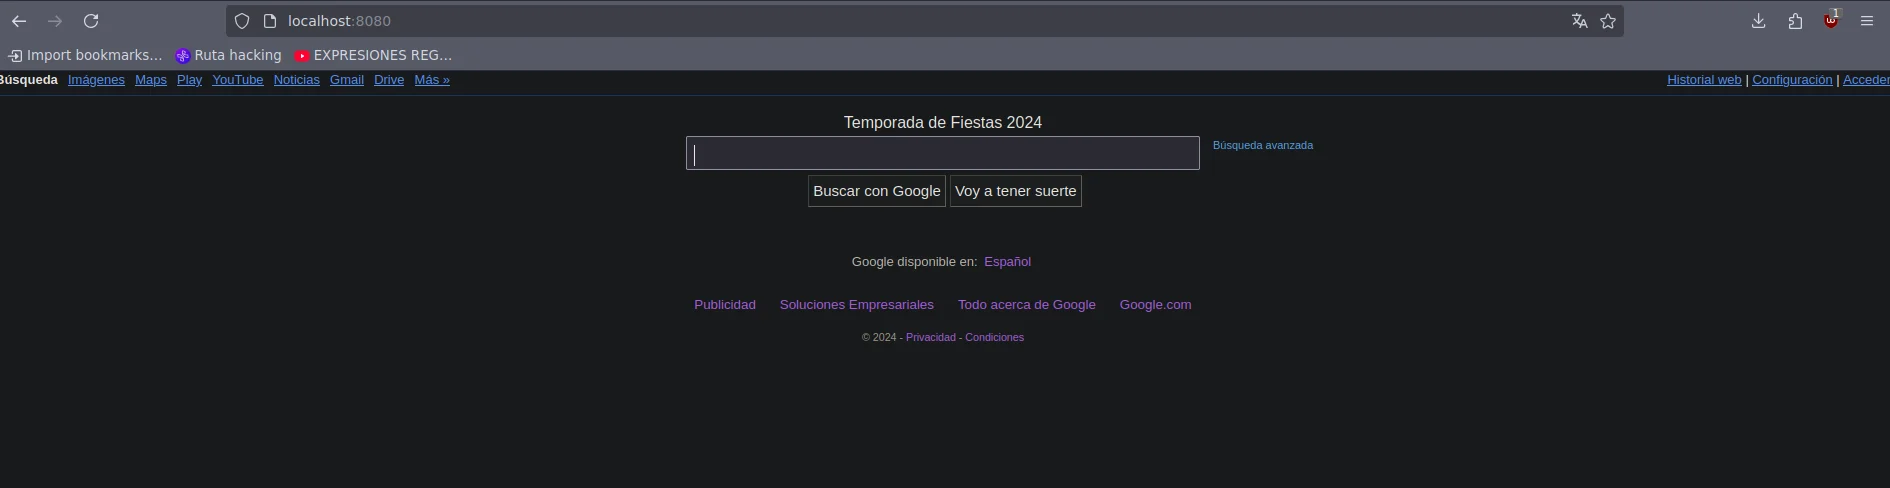 localhost:8080
1
Import bookmarks... Ruta hacking EXPRESIONES REG...
Búsqueda Imágenes Maps Play YouTube Noticias Gmail Drive Más » Historial web | Configuración | Acceder
Temporada de Fiestas 2024
Búsqueda avanzada
Buscar con Google Voy a tener suerte
Google disponible en: Español
Publicidad Soluciones Empresariales Todo acerca de Google Google.com
© 2024 - Privacidad - Condiciones